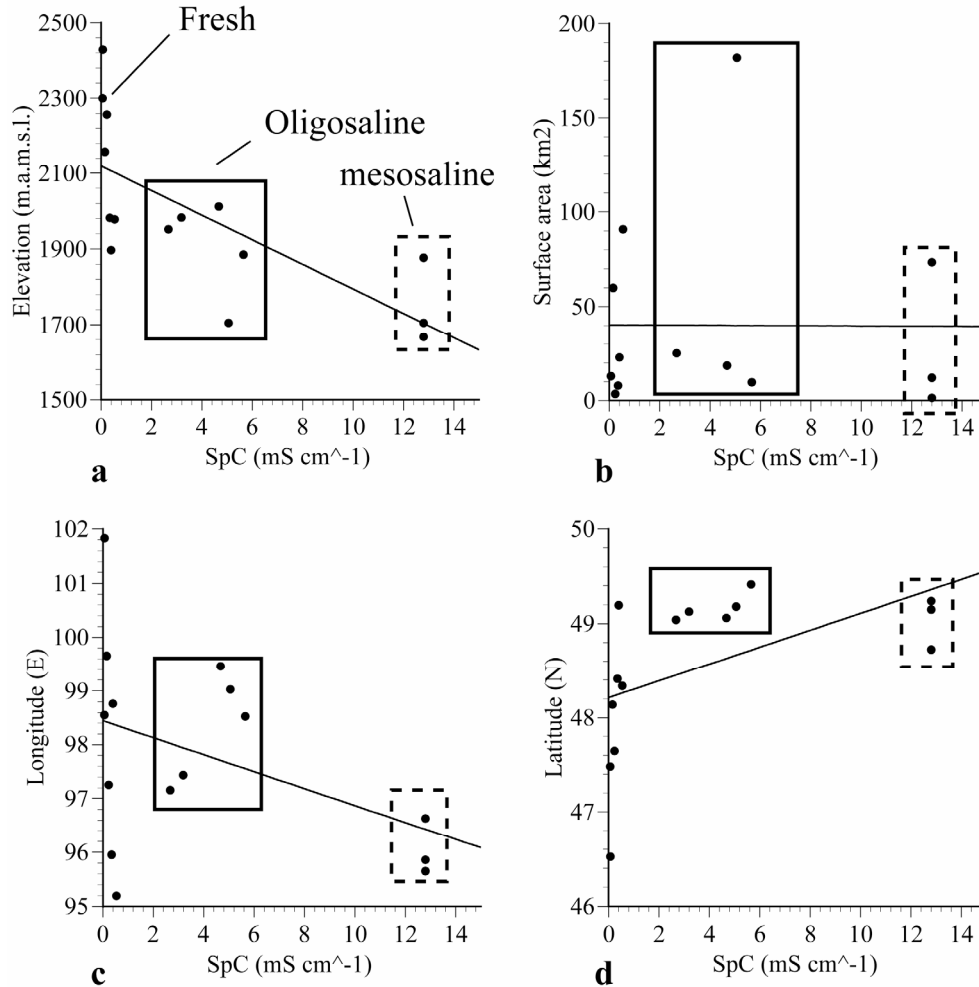 2500
2300
2100
1900
1700
1500
Elevation (m.a.m.s.l.)
Fresh
Oligosaline
mesosaline
0 2 4 6 8 10 12 14
SpC (mS cm^-1)
a
200
150
100
50
0
Surface area (km2)
0 2 4 6 8 10 12 14
SpC (mS cm^-1)
b
102
101
100
99
98
97
96
95
Longitude (E)
0 2 4 6 8 10 12 14
SpC (mS cm^-1)
c
50
49
48
47
46
Latitude (N)
0 2 4 6 8 10 12 14
SpC (mS cm^-1)
d